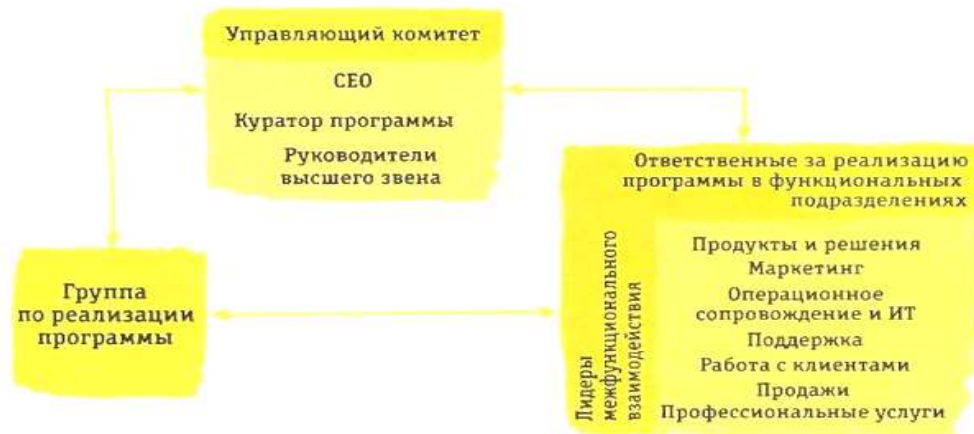 Управляющий комитет
CEO
Куратор программы
Руководители
высшего звена
Ответственные за реализацию
программы в функциональных
подразделениях
Лидеры
межфункционального
взаимодействия
Продукты и решения
Маркетинг
Операционное
сопровождение и ИТ
Поддержка
Работа с клиентами
Продажи
Профессиональные услуги
Группа
по реализации
программы